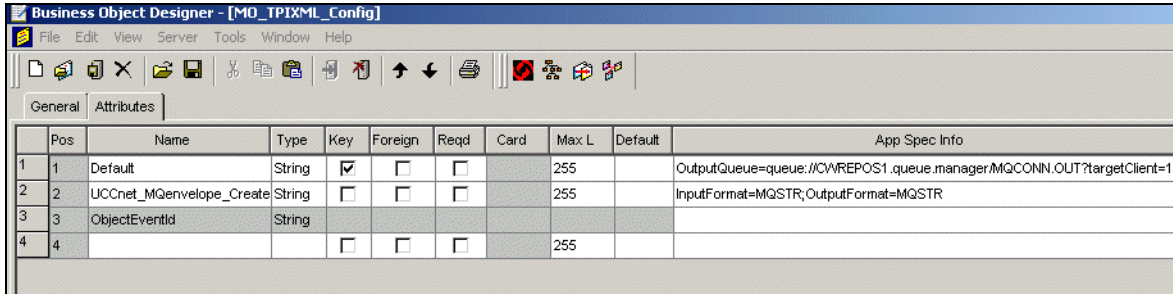 Business Object Designer - [MO_TPIXML_Config]
File Edit View Server Tools Window Help
General Attributes
Pos Name Type Key Foreign Reqd Card Max L Default App Spec Info
1 1 Default String 255 OutputQueue=queue://CWREPOS1.queue.manager/MQCONN.OUT?targetClient=1
2 2 UCCnet_MQenvelope_Create String 255 InputFormat=MQSTR;OutputFormat=MQSTR
3 3 ObjectEventId String
4 4 255